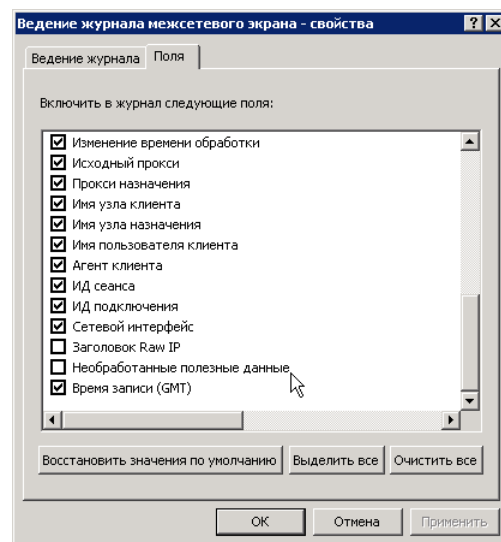 Ведение журнала межсетевого экрана - свойства
Ведение журнала Поля
Включить в журнал следующие поля:
Изменение времени обработки
Исходный прокси
Прокси назначения
Имя узла клиента
Имя узла назначения
Имя пользователя клиента
Агент клиента
ИД сеанса
ИД подключения
Сетевой интерфейс
Заголовок Raw IP
Необработанные полезные данные
Время записи (GMT)
Восстановить значения по умолчанию Выделить все Очистить все
ОК Отмена Применить